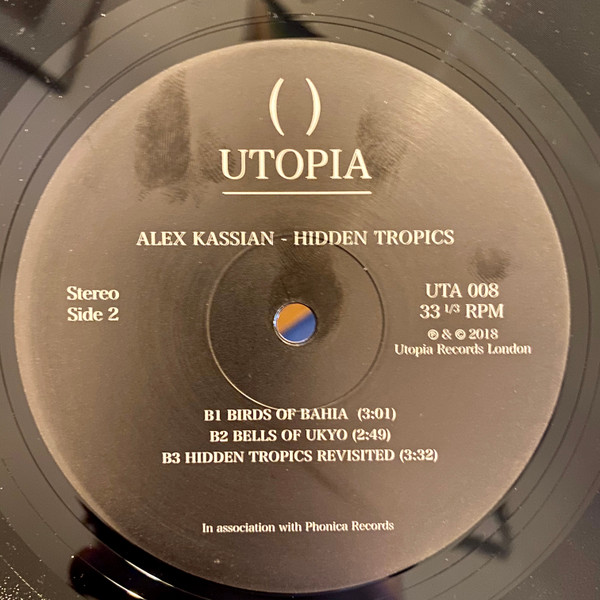 ( )
UTOPIA
ALEX KASSIAN - HIDDEN TROPICS
Stereo
Side 2
UTA 008
33 1/3 RPM
℗ & © 2018
Utopia Records London
B1 BIRDS OF BAHIA (3:01)
B2 BELLS OF UKYO (2:49)
B3 HIDDEN TROPICS REVISITED (3:32)
In association with Phonica Records